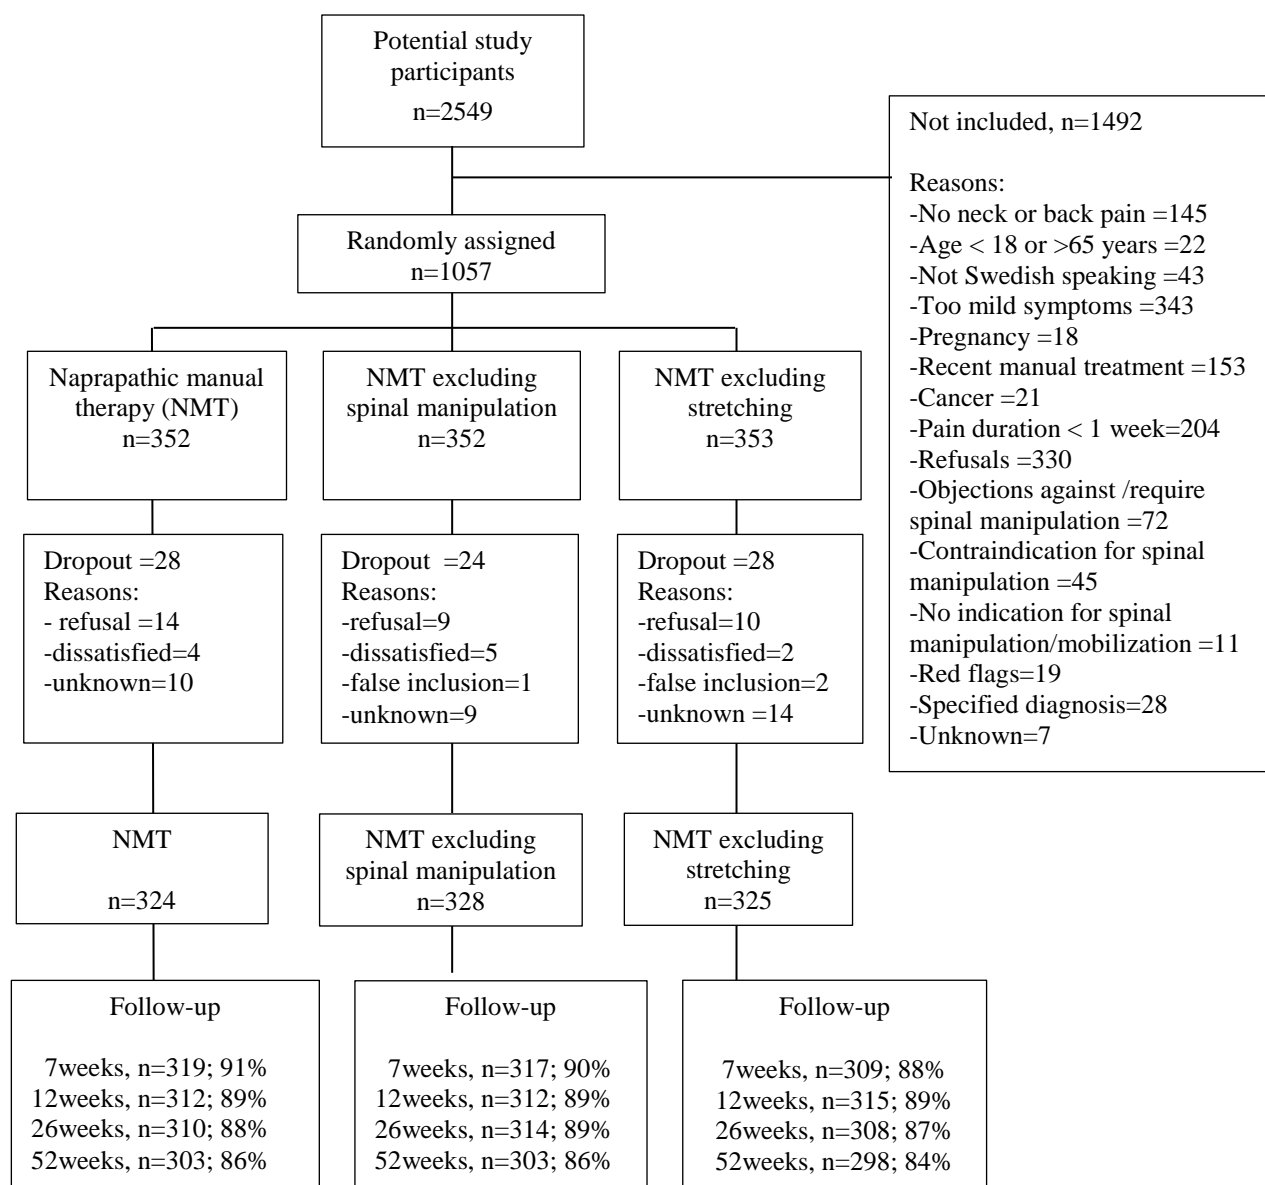 Potential study
participants
n=2549
Not included, n=1492
Reasons:
-No neck or back pain =145
-Age < 18 or >65 years =22
-Not Swedish speaking =43
-Too mild symptoms =343
-Pregnancy =18
-Recent manual treatment =153
-Cancer =21
-Pain duration < 1 week=204
-Refusals =330
-Objections against /require
spinal manipulation =72
-Contraindication for spinal
manipulation =45
-No indication for spinal
manipulation/mobilization =11
-Red flags=19
-Specified diagnosis=28
-Unknown=7
Randomly assigned
n=1057
Naprapathic manual
therapy (NMT)
n=352
NMT excluding
spinal manipulation
n=352
NMT excluding
stretching
n=353
Dropout =28
Reasons:
- refusal =14
-dissatisfied=4
-unknown=10
Dropout  =24
Reasons:
-refusal=9
-dissatisfied=5
-false inclusion=1
-unknown=9
Dropout =28
Reasons:
-refusal=10
-dissatisfied=2
-false inclusion=2
-unknown =14
NMT
n=324
NMT excluding
spinal manipulation
n=328
NMT excluding
stretching
n=325
Follow-up
7weeks, n=319; 91%
12weeks, n=312; 89%
26weeks, n=310; 88%
52weeks, n=303; 86%
Follow-up
7weeks, n=317; 90%
12weeks, n=312; 89%
26weeks, n=314; 89%
52weeks, n=303; 86%
Follow-up
7weeks, n=309; 88%
12weeks, n=315; 89%
26weeks, n=308; 87%
52weeks, n=298; 84%